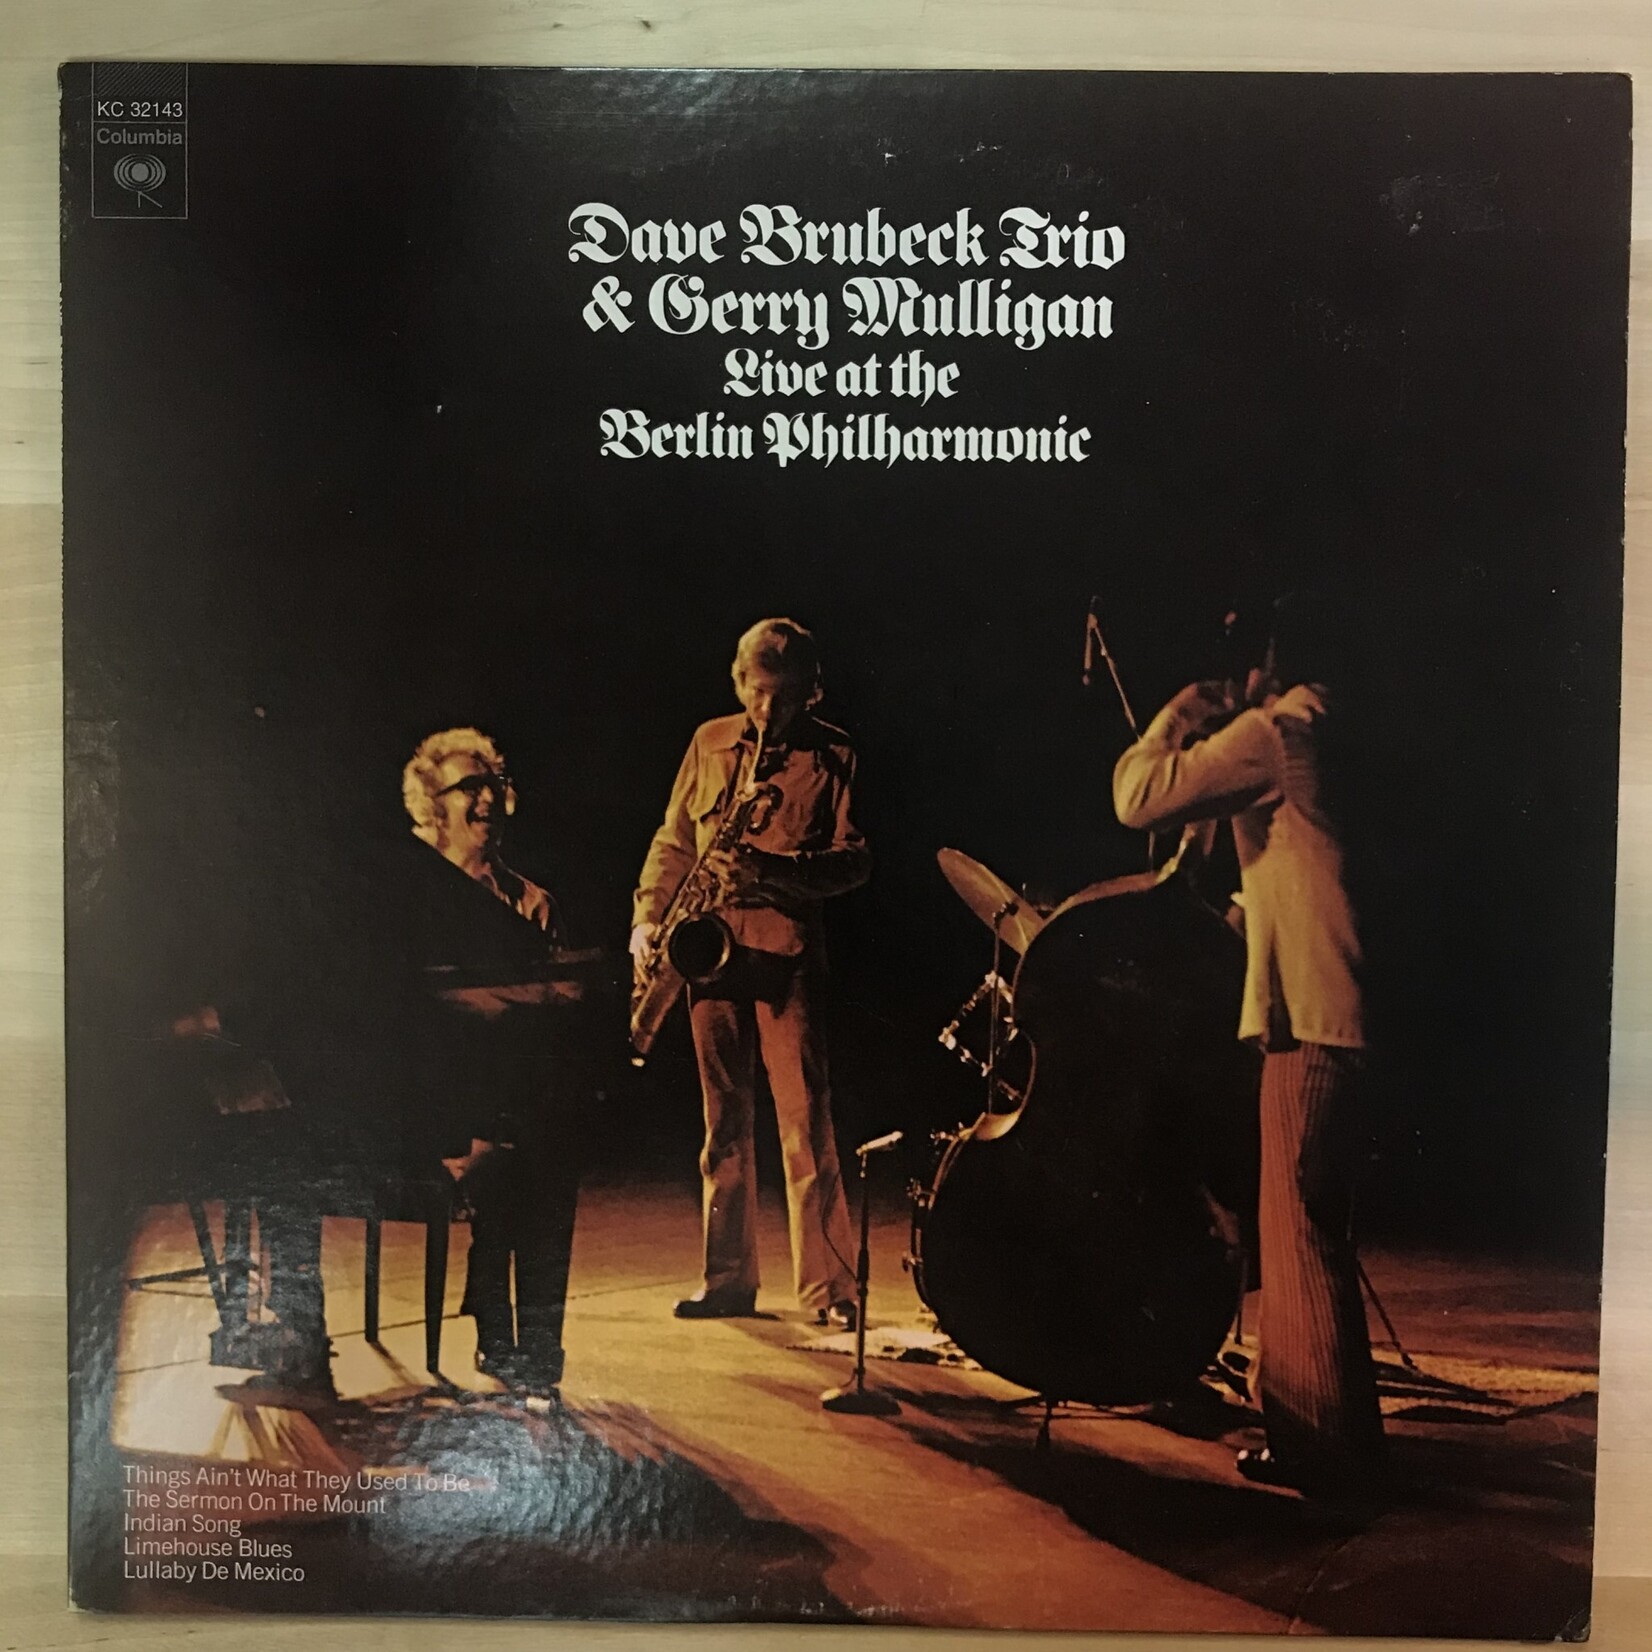 KC 32143
Columbia
Dave Brubeck Trio
& Gerry Mulligan
Live at the
Berlin Philharmonic
Things Ain't What They Used To Be
The Sermon On The Mount
Indian Song
Limehouse Blues
Lullaby De Mexico